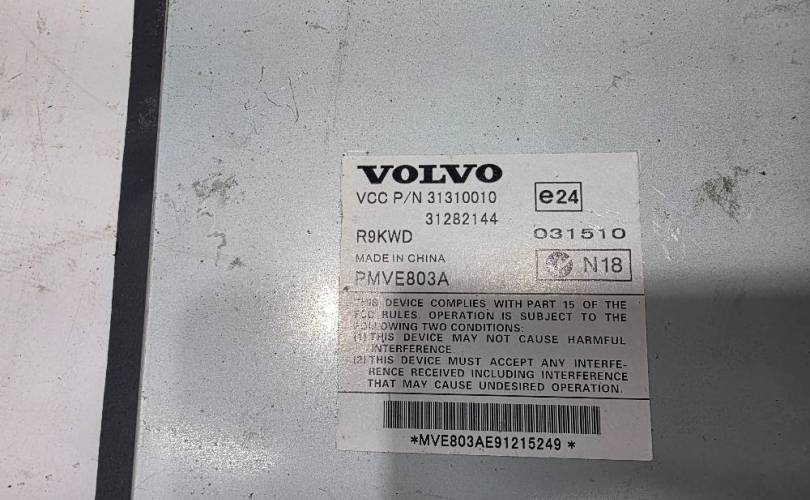 VOLVO
VCC P/N 31310010 e24
31282144
R9KWD 031510
MADE IN CHINA
PMVE803A N18
THIS DEVICE COMPLIES WITH PART 15 OF THE
FCC RULES. OPERATION IS SUBJECT TO THE
FOLLOWING TWO CONDITIONS:
(1) THIS DEVICE MAY NOT CAUSE HARMFUL
INTERFERENCE.
(2) THIS DEVICE MUST ACCEPT ANY INTERFE-
RENCE RECEIVED INCLUDING INTERFERENCE
THAT MAY CAUSE UNDESIRED OPERATION.
*MVE803AE91215249*